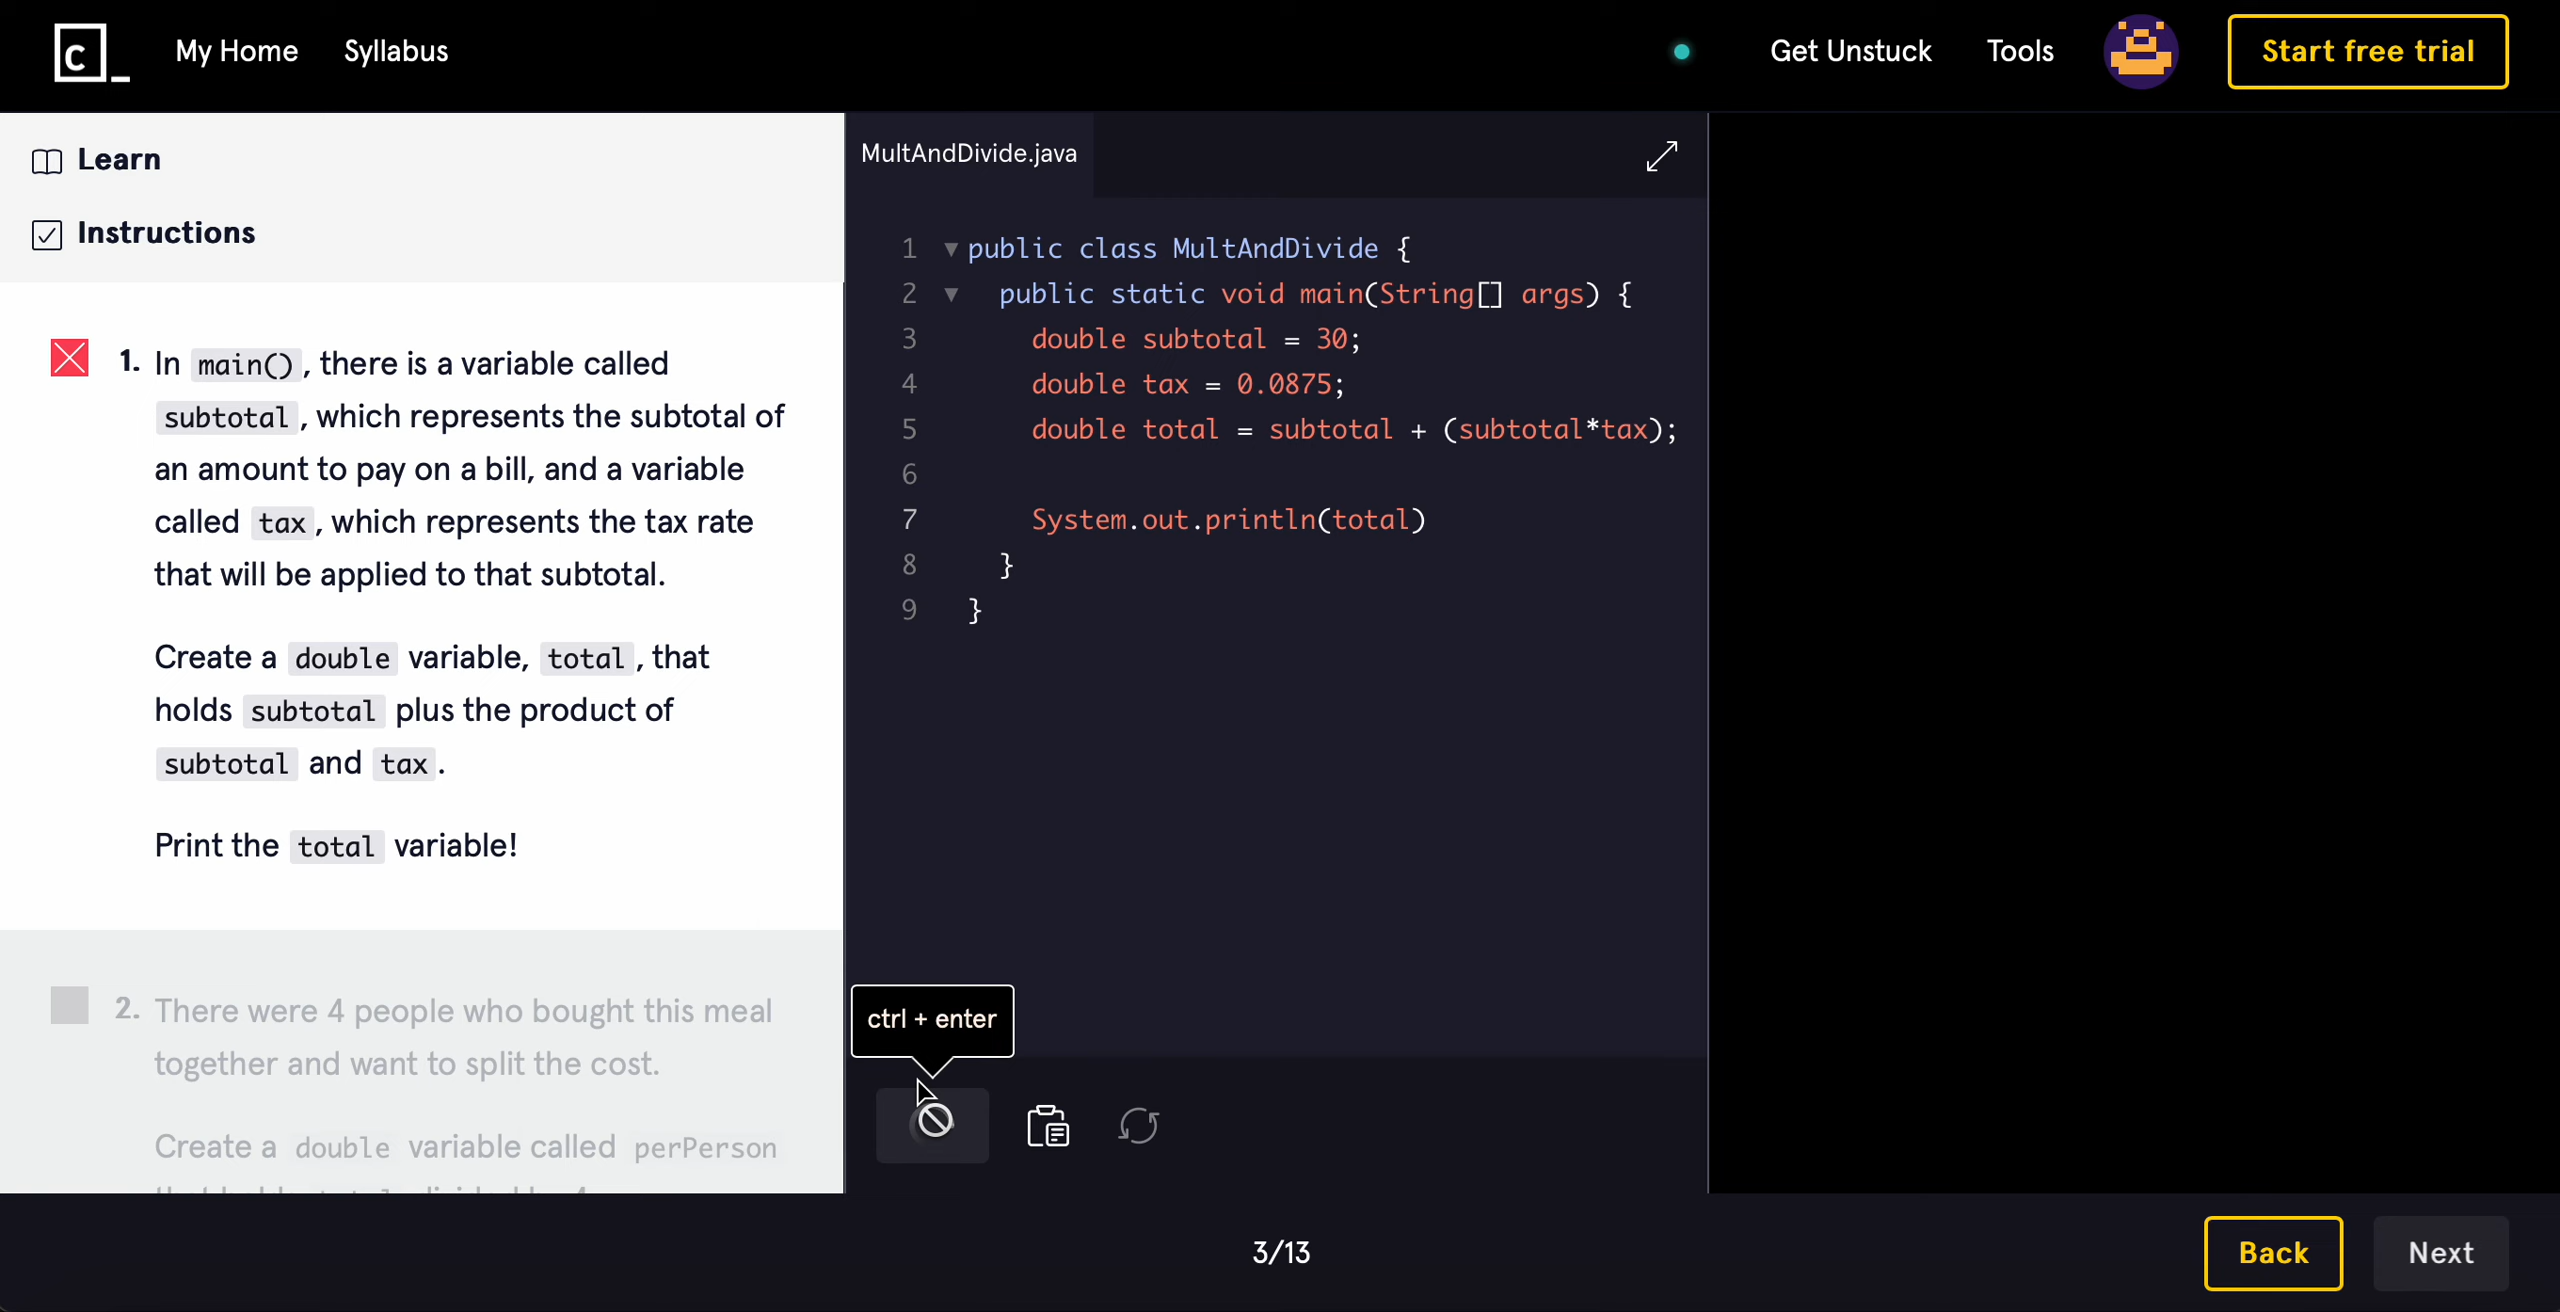 C_
My Home
Syllabus
Get Unstuck
Tools
Start free trial
Learn
Instructions
1. In main(), there is a variable called
subtotal, which represents the subtotal of
an amount to pay on a bill, and a variable
called tax, which represents the tax rate
that will be applied to that subtotal.
Create a double variable, total, that
holds subtotal plus the product of
subtotal and tax.
Print the total variable!
2. There were 4 people who bought this meal
together and want to split the cost.
Create a double variable called perPerson
MultAndDivide.java
1 public class MultAndDivide {
2 public static void main(String[] args) {
3 double subtotal = 30;
4 double tax = 0.0875;
5 double total = subtotal + (subtotal*tax);
6
7 System.out.println(total)
8 }
9 }
ctrl + enter
3/13
Back
Next